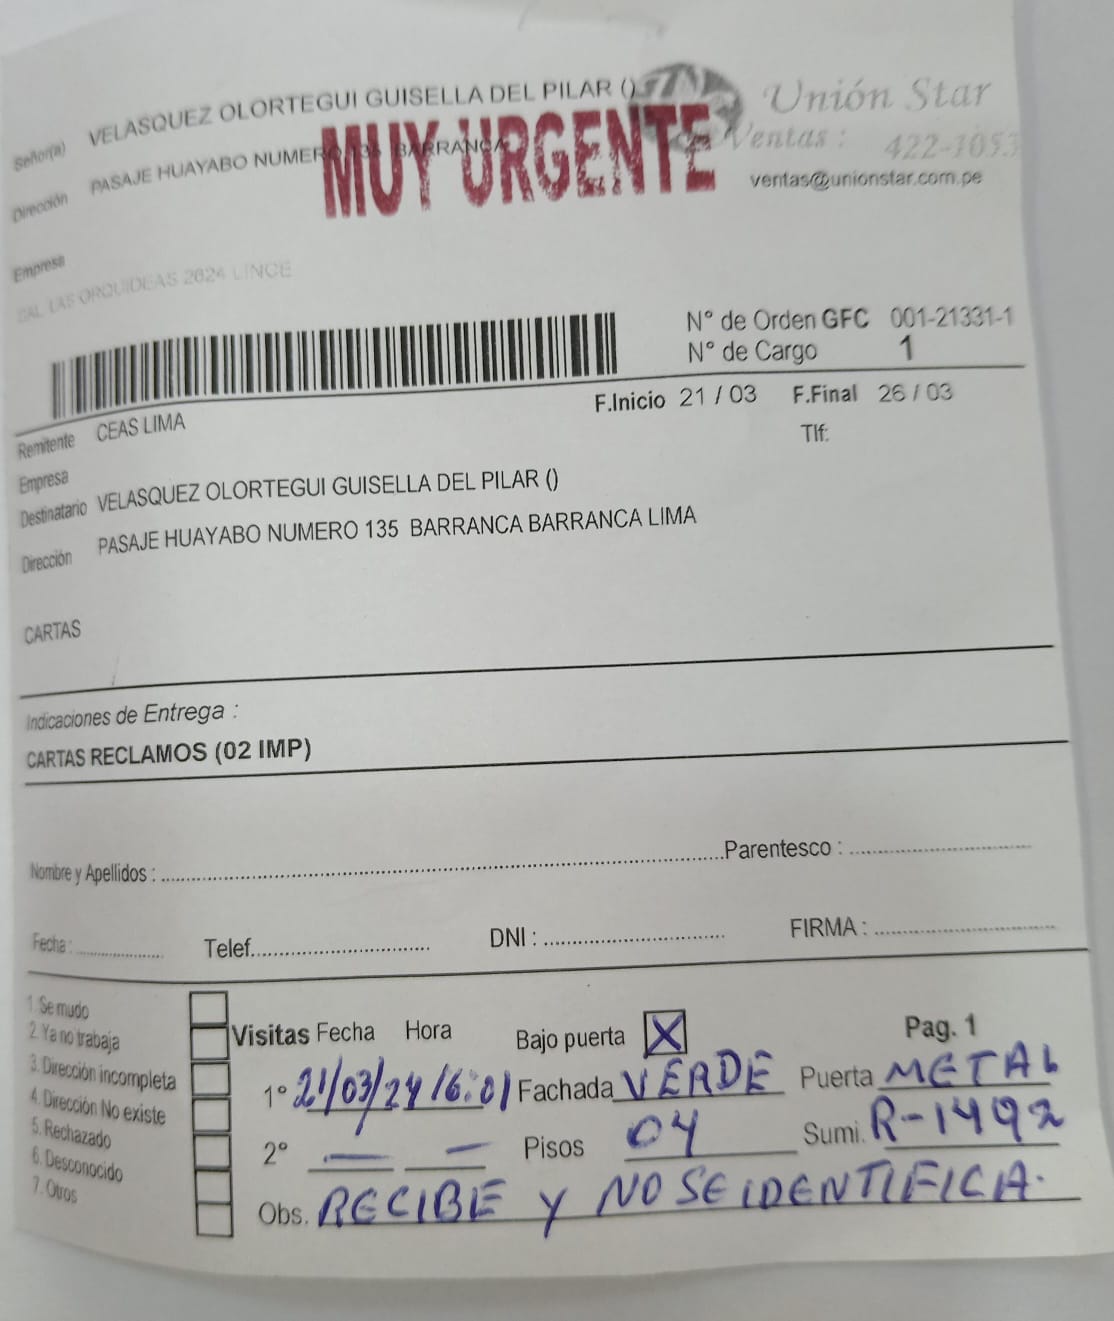 Señor(a) VELASQUEZ OLORTEGUI GUISELLA DEL PILAR ()
Unión Star
Dirección PASAJE HUAYABO NUMERO 135 BARRANCA
MUY URGENTE
Ventas : 422-1053
ventas@unionstar.com.pe
Empresa
CAL LAS ORQUIDEAS 2624 LINCE
N° de Orden GFC 001-21331-1
N° de Cargo 1
F.Inicio 21 / 03 F.Final 26 / 03
Remitente CEAS LIMA
Tlf:
Empresa
Destinatario VELASQUEZ OLORTEGUI GUISELLA DEL PILAR ()
Dirección PASAJE HUAYABO NUMERO 135 BARRANCA BARRANCA LIMA
CARTAS
Indicaciones de Entrega :
CARTAS RECLAMOS (02 IMP)
Nombre y Apellidos : Parentesco :
Fecha : Telef. DNI : FIRMA :
1. Se mudo
2. Ya no trabaja
3. Dirección incompleta
4. Dirección No existe
5. Rechazado
6. Desconocido
7. Otros
Visitas Fecha Hora Bajo puerta X Pag. 1
1° 21/03/24 16:01 Fachada VERDE Puerta METAL
2° — — Pisos 04 Sumi. R-1492
Obs. RECIBE Y NO SE IDENTIFICA.